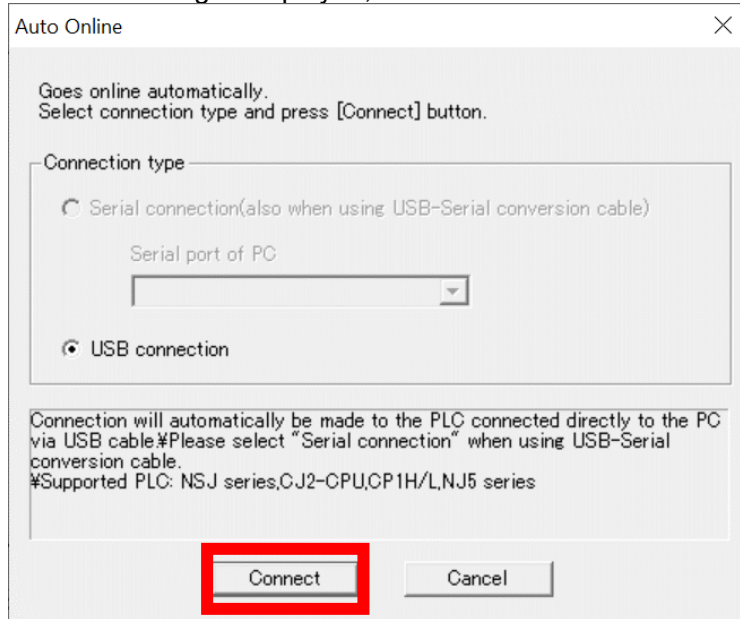 Auto Online
Goes online automatically.
Select connection type and press [Connect] button.
Connection type
Serial connection(also when using USB-Serial conversion cable)
Serial port of PC
USB connection
Connection will automatically be made to the PLC connected directly to the PC
via USB cable.¥Please select "Serial connection" when using USB-Serial
conversion cable.
¥Supported PLC: NSJ series,CJ2-CPU,CP1H/L,NJ5 series
Connect
Cancel